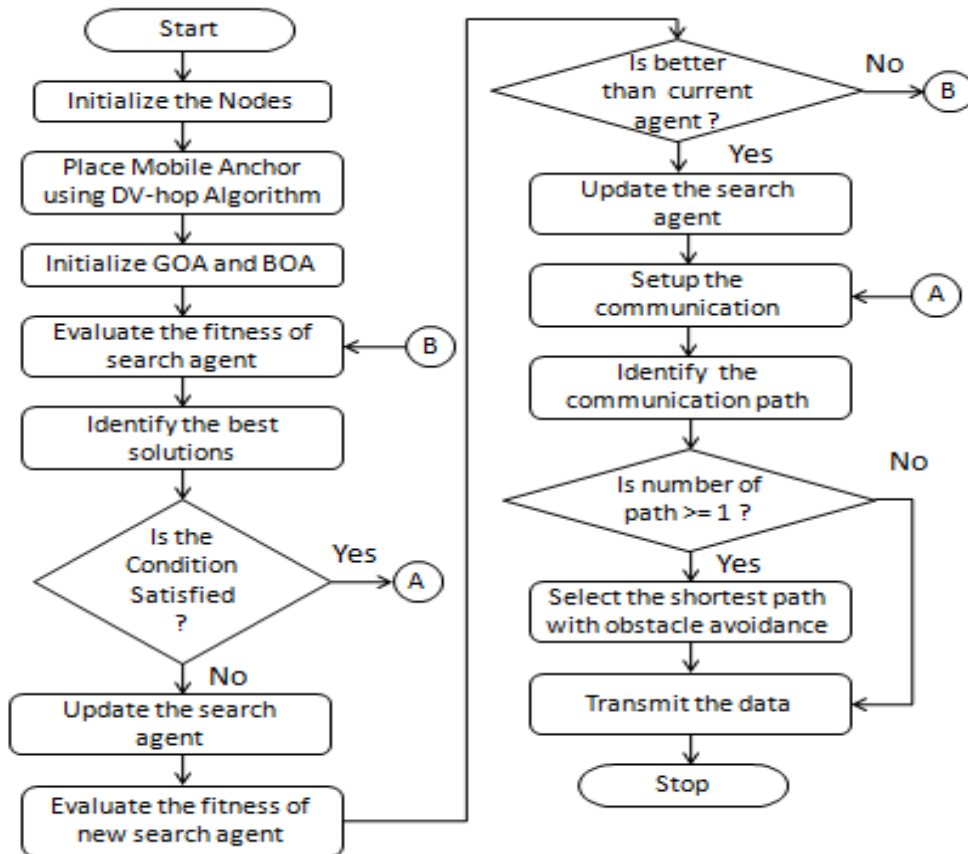 Start
Initialize the Nodes
Place Mobile Anchor
using DV-hop Algorithm
Initialize GOA and BOA
Evaluate the fitness of
search agent
B
Identify the best
solutions
Is the
Condition
Satisfied
?
Yes
A
No
Update the search
agent
Evaluate the fitness of
new search agent
Is better
than current
agent ?
No
B
Yes
Update the search
agent
Setup the
communication
A
Identify the
communication path
Is number of
path >= 1 ?
No
Yes
Select the shortest path
with obstacle avoidance
Transmit the data
Stop